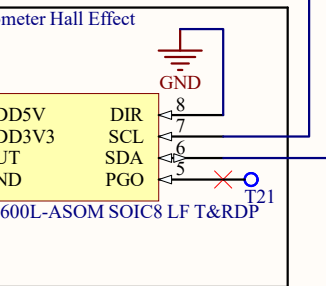 ometer Hall Effect
GND
DD5V DIR 8
DD3V3 SCL 7
UT SDA 6
ND PGO 5
T21
600L-ASOM SOIC8 LF T&RDP